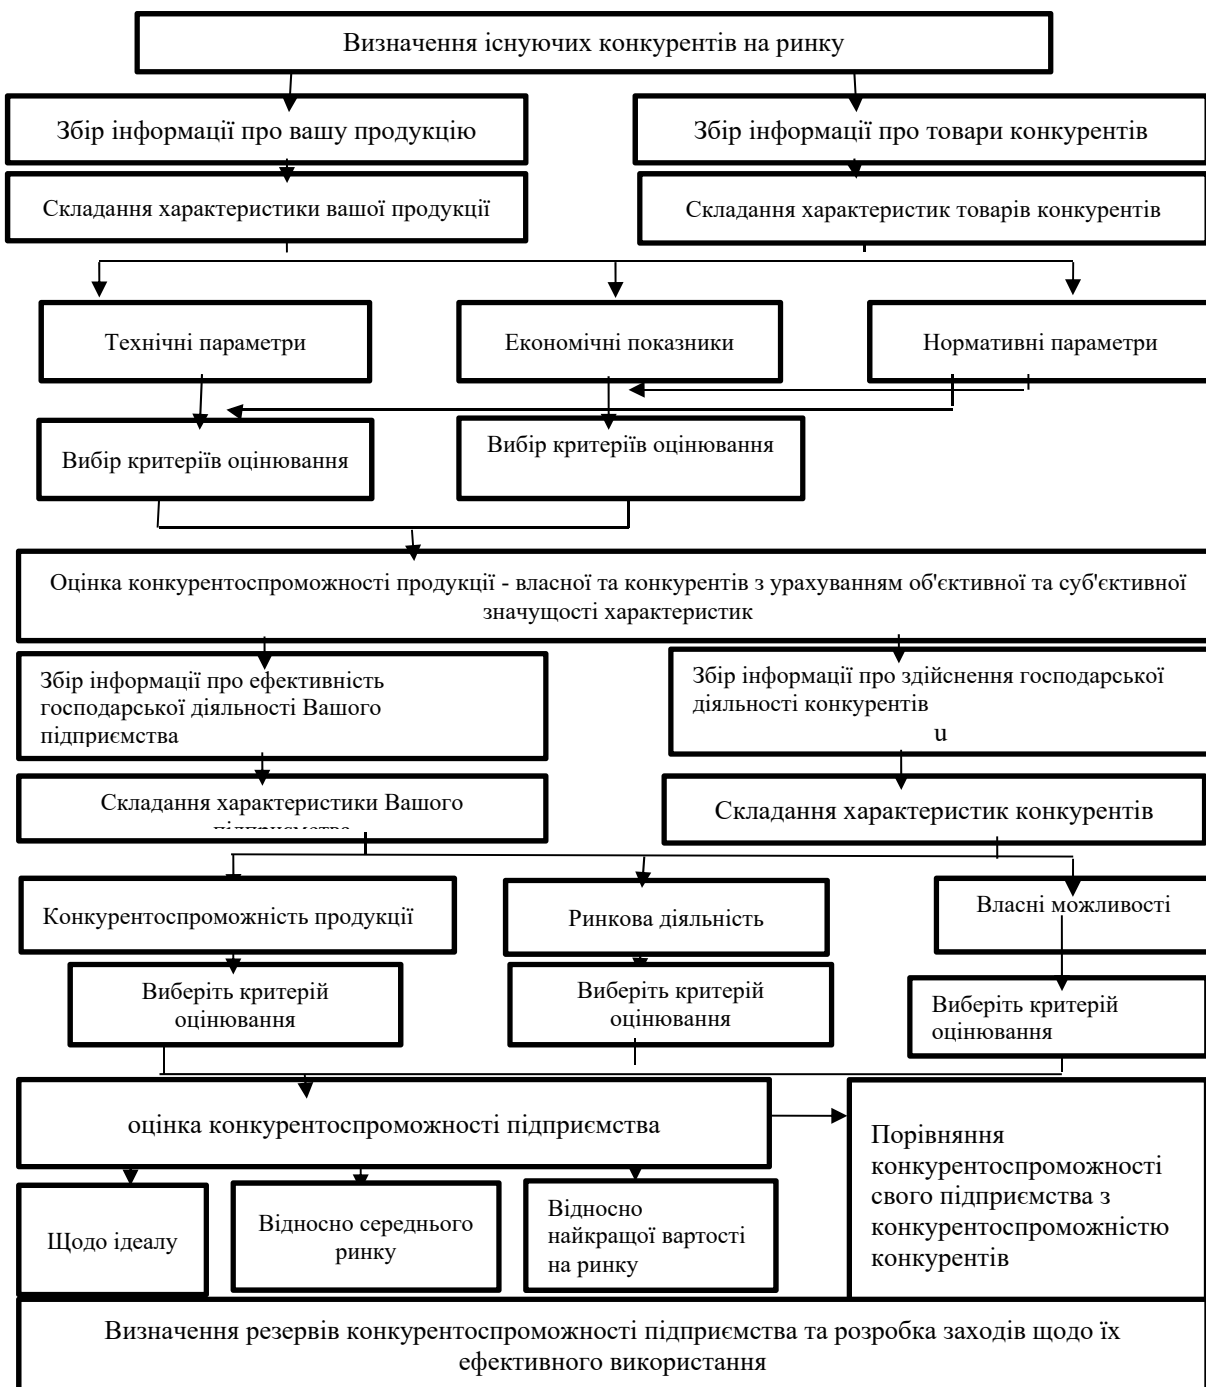 Визначення існуючих конкурентів на ринку
Збір інформації про вашу продукцію
Збір інформації про товари конкурентів
Складання характеристики вашої продукції
Складання характеристик товарів конкурентів
Технічні параметри
Економічні показники
Нормативні параметри
Вибір критеріїв оцінювання
Вибір критеріїв оцінювання
Оцінка конкурентоспроможності продукції - власної та конкурентів з урахуванням об'єктивної та суб'єктивної
значущості характеристик
Збір інформації про ефективність
господарської діяльності Вашого
підприємства
Збір інформації про здійснення господарської
діяльності конкурентів
u
Складання характеристики Вашого
підприємства
Складання характеристик конкурентів
Конкурентоспроможність продукції
Ринкова діяльність
Власні можливості
Виберіть критерій
оцінювання
Виберіть критерій
оцінювання
Виберіть критерій
оцінювання
оцінка конкурентоспроможності підприємства
Порівняння
конкурентоспроможності
свого підприємства з
конкурентоспроможністю
конкурентів
Щодо ідеалу
Відносно середнього
ринку
Відносно
найкращої вартості
на ринку
Визначення резервів конкурентоспроможності підприємства та розробка заходів щодо їх
ефективного використання